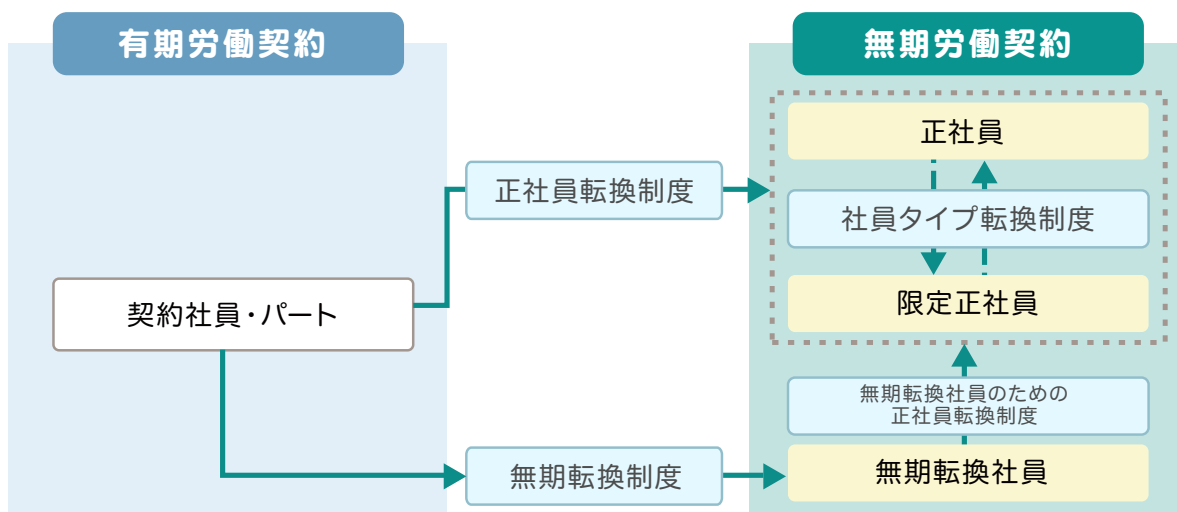 有期労働契約
無期労働契約
正社員
正社員転換制度
社員タイプ転換制度
限定正社員
契約社員・パート
無期転換社員のための
正社員転換制度
無期転換制度
無期転換社員